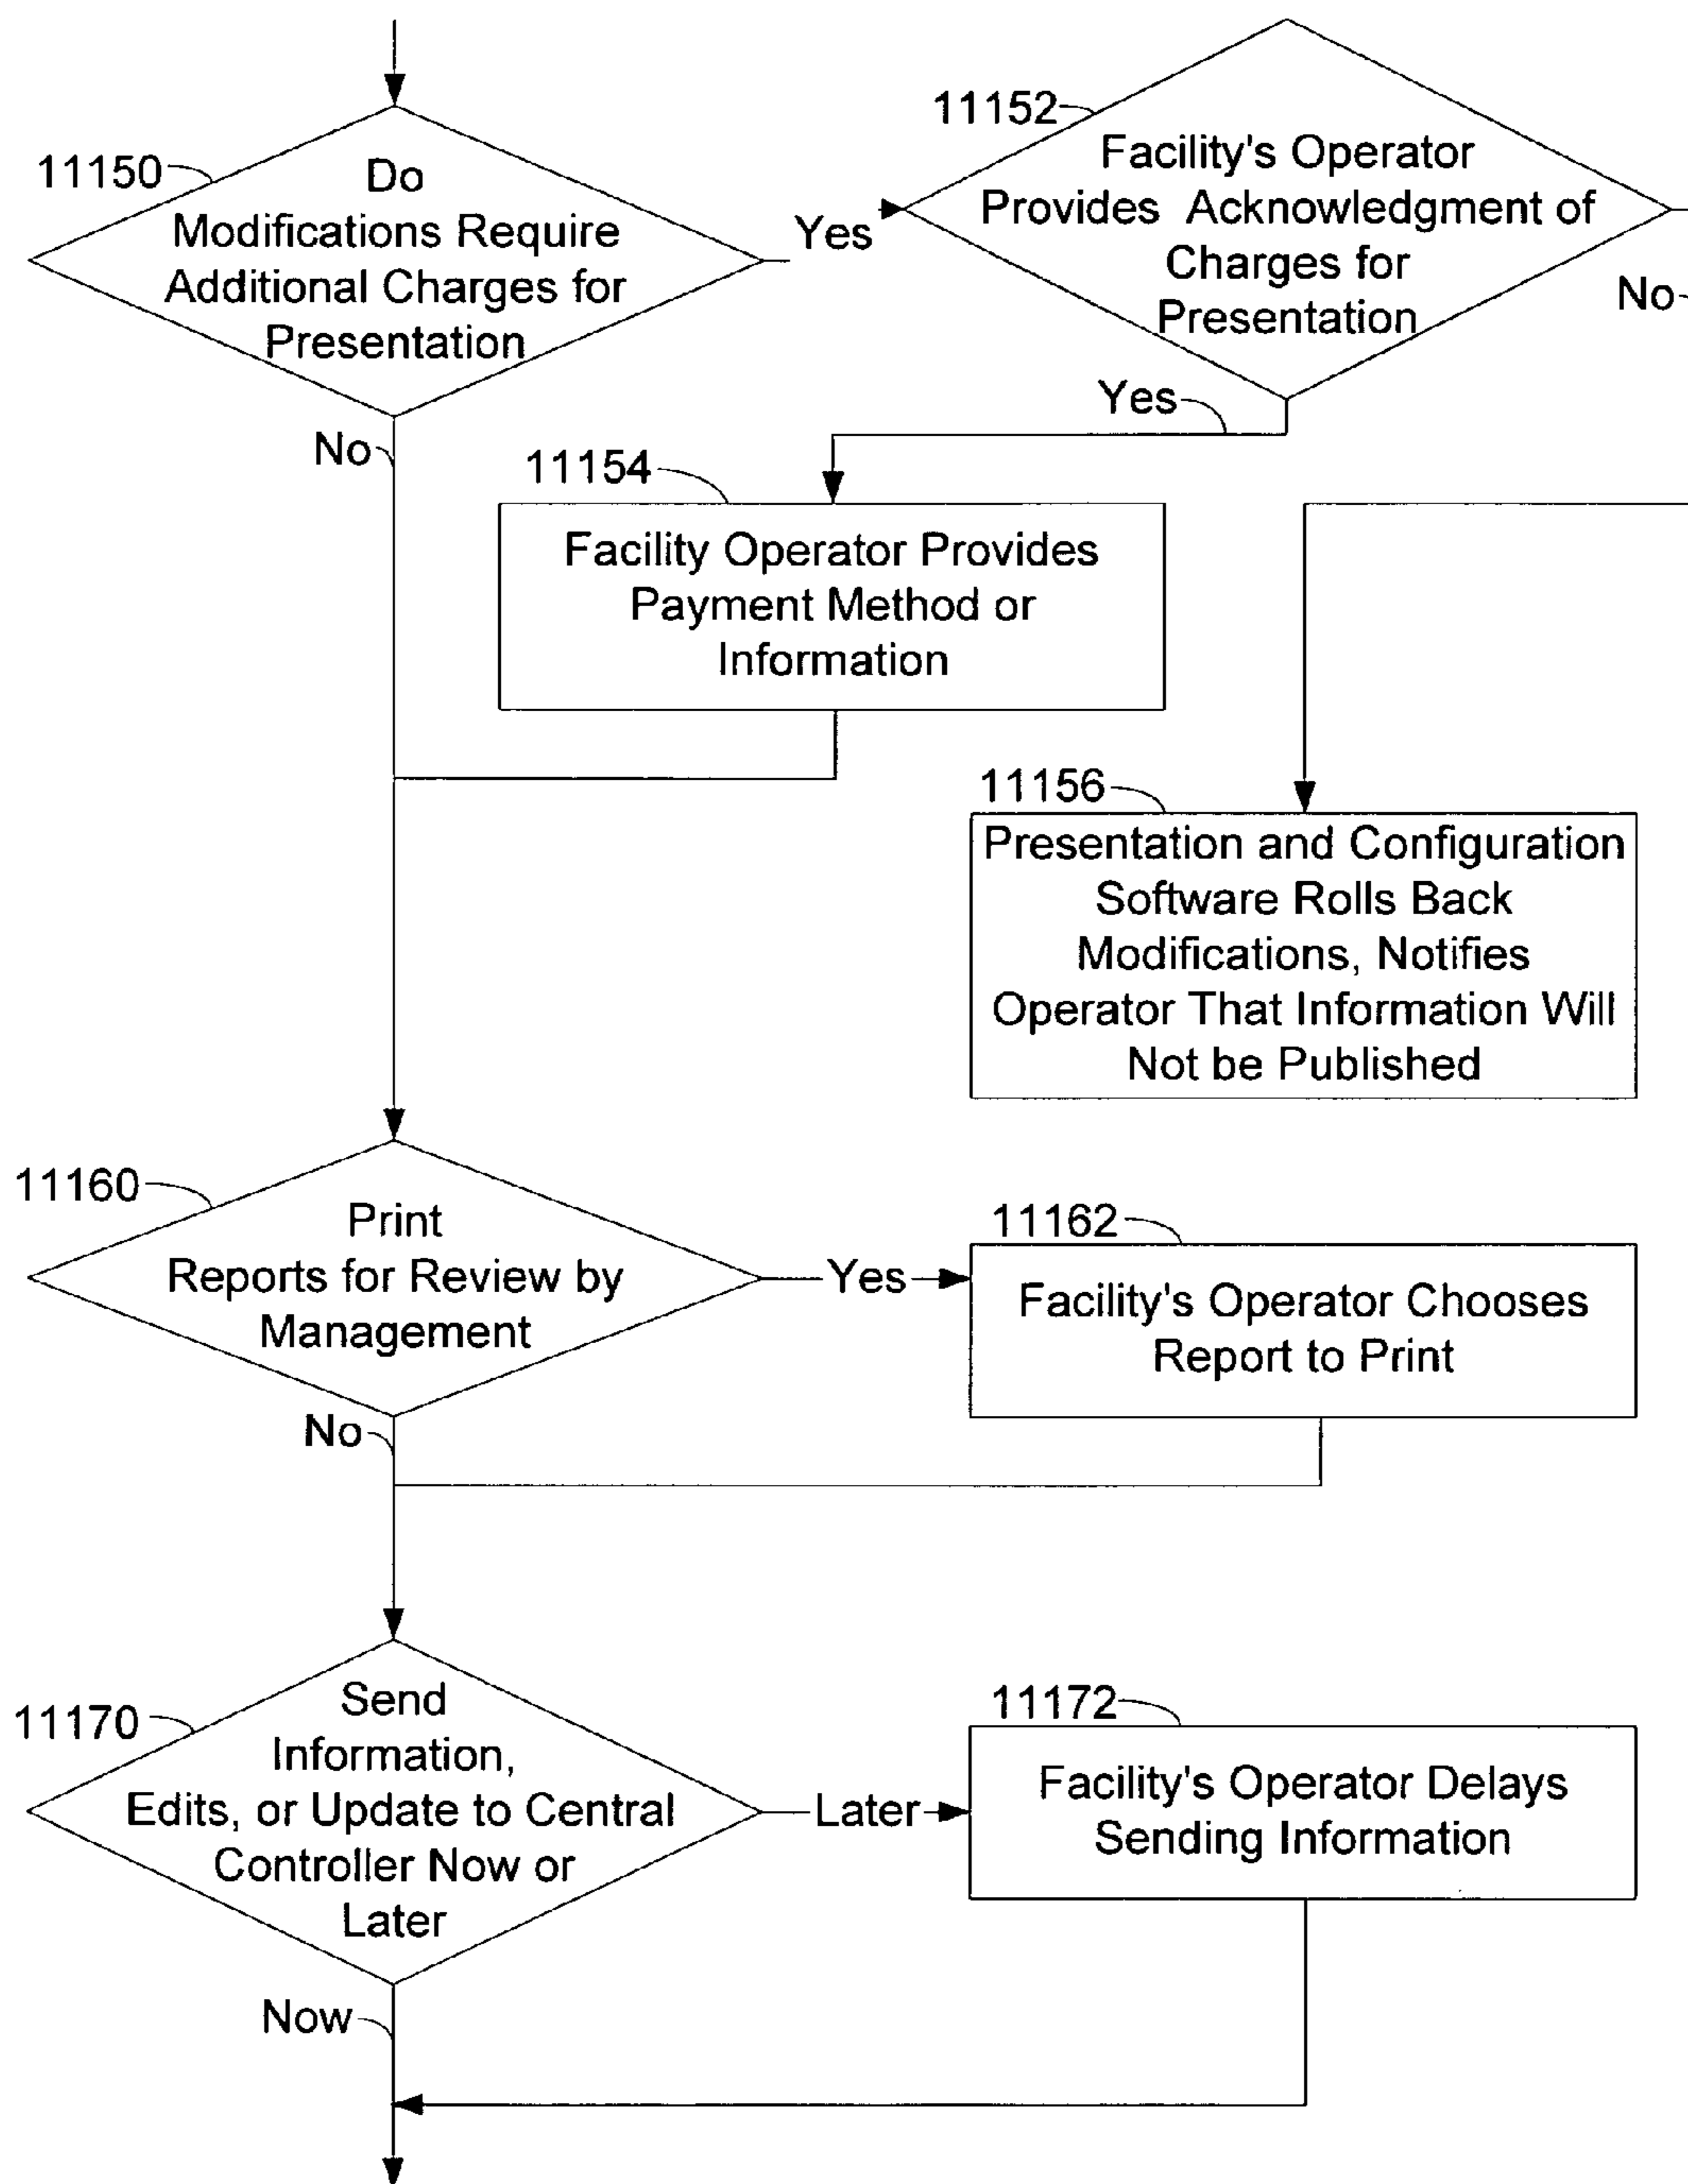 11150
Do
Modifications Require
Additional Charges for
Presentation
Yes
No
11152
Facility's Operator
Provides Acknowledgment of
Charges for
Presentation
No
Yes
11154
Facility Operator Provides
Payment Method or
Information
11156
Presentation and Configuration
Software Rolls Back
Modifications, Notifies
Operator That Information Will
Not be Published
11160
Print
Reports for Review by
Management
Yes
No
11162
Facility's Operator Chooses
Report to Print
11170
Send
Information,
Edits, or Update to Central
Controller Now or
Later
Later
Now
11172
Facility's Operator Delays
Sending Information